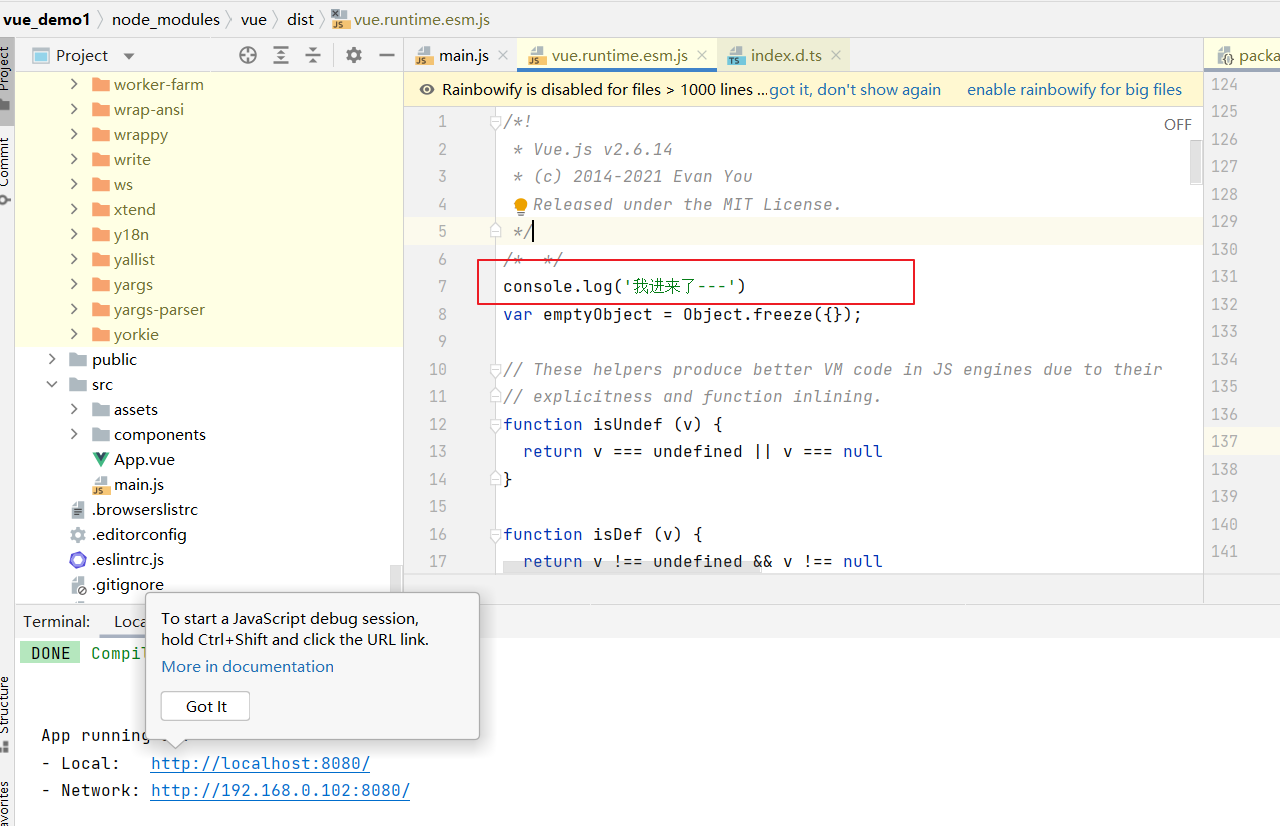 vue_demo1 node_modules vue dist vue.runtime.esm.js
Project
Project
main.js
vue.runtime.esm.js
index.d.ts
Rainbowify is disabled for files > 1000 lines ...got it, don't show again enable rainbowify for big files
OFF
worker-farm
wrap-ansi
wrappy
write
ws
xtend
y18n
yallist
yargs
yargs-parser
yorkie
public
src
assets
components
App.vue
main.js
.browserslistrc
.editorconfig
.eslintrc.js
.gitignore
Commit
Structure
1 /*!
2 * Vue.js v2.6.14
3 * (c) 2014-2021 Evan You
4 Released under the MIT License.
5 */
6 /* */
7 console.log('我进来了---')
8 var emptyObject = Object.freeze({});
9
10 // These helpers produce better VM code in JS engines due to their
11 // explicitness and function inlining.
12 function isUndef (v) {
13 return v === undefined || v === null
14 }
15
16 function isDef (v) {
17 return v !== undefined && v !== null
124
125
126
127
128
129
130
131
132
133
134
135
136
137
138
139
140
141
Terminal:
DONE
To start a JavaScript debug session,
hold Ctrl+Shift and click the URL link.
More in documentation
Got It
App running
- Local: http://localhost:8080/
- Network: http://192.168.0.102:8080/